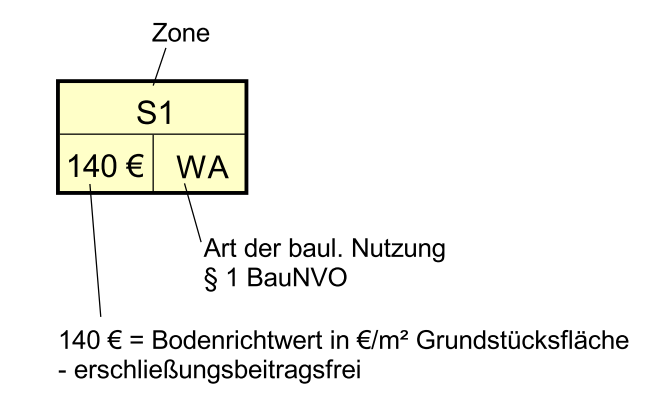 Zone
S1
140 € WA
Art der baul. Nutzung
§ 1 BauNVO
140 € = Bodenrichtwert in €/m² Grundstücksfläche
- erschließungsbeitragsfrei